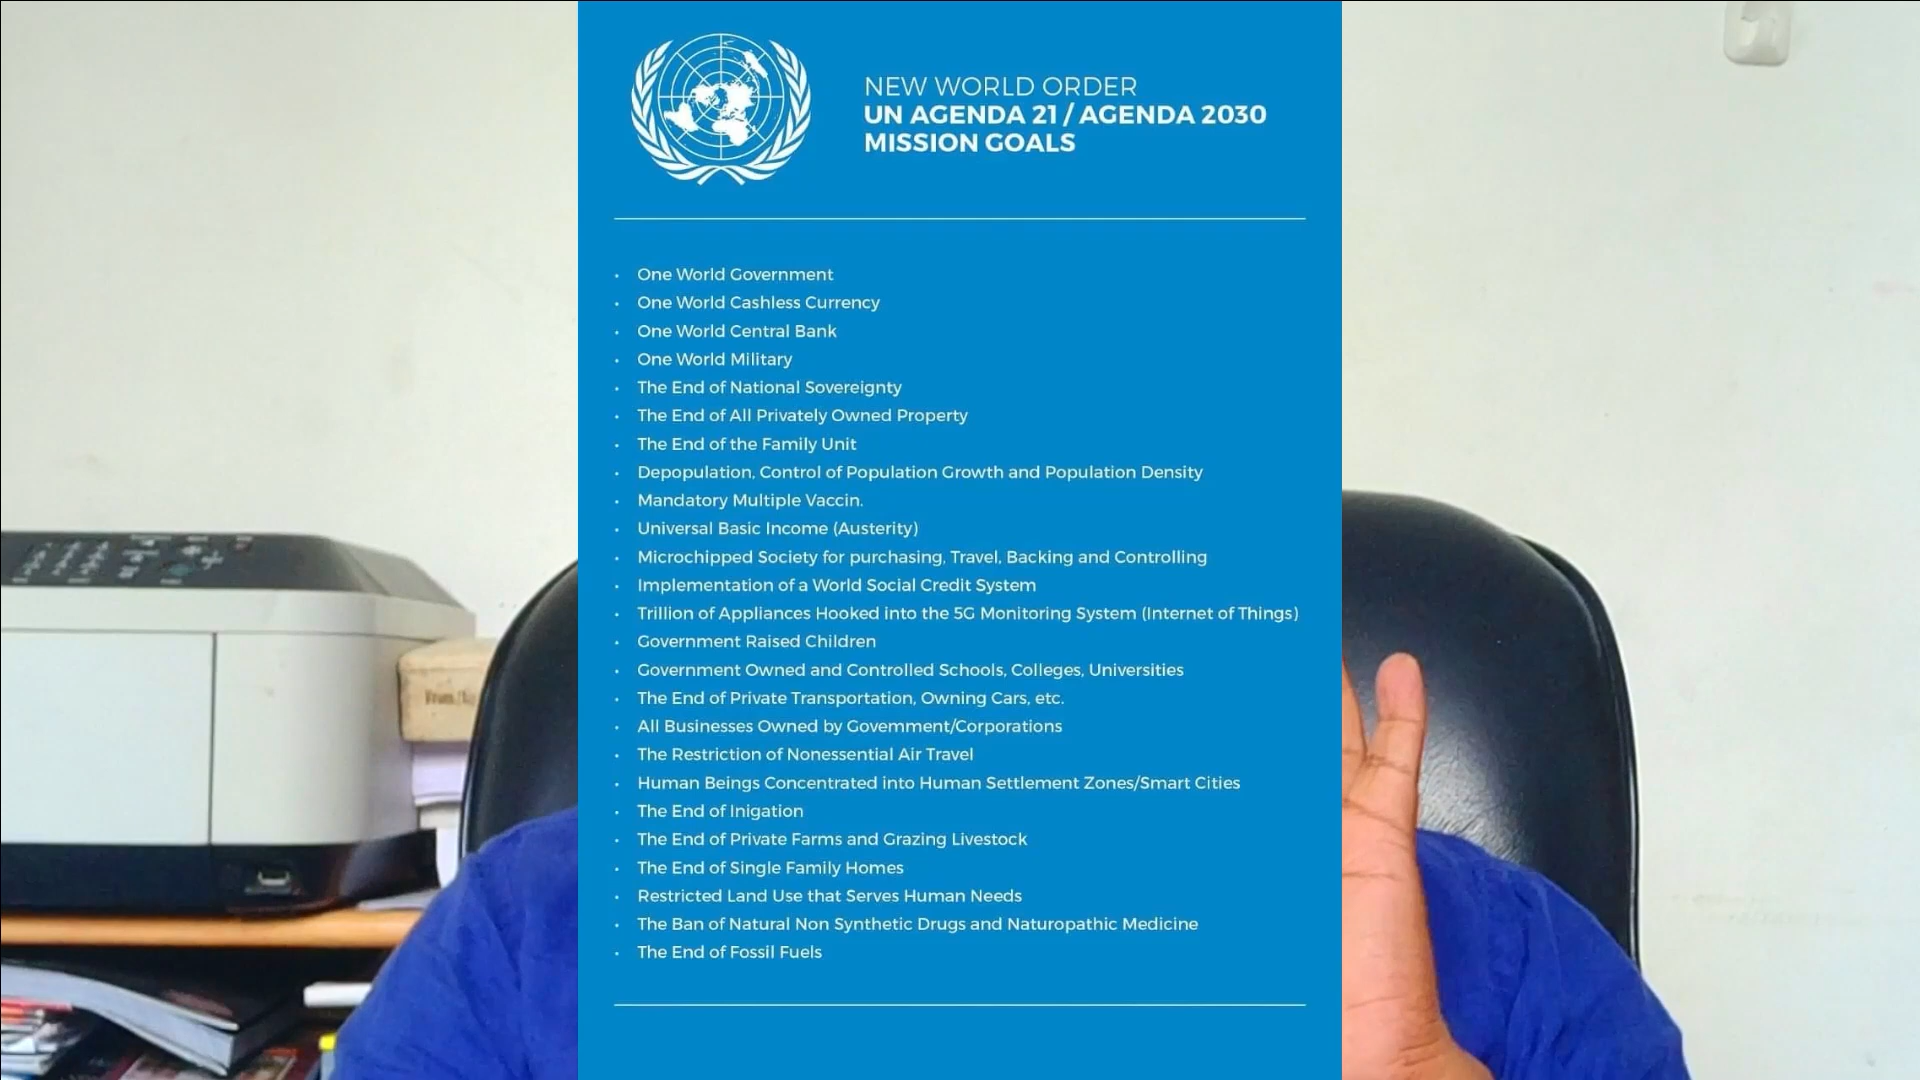 NEW WORLD ORDER
UN AGENDA 21 / AGENDA 2030
MISSION GOALS
• One World Government
• One World Cashless Currency
• One World Central Bank
• One World Military
• The End of National Sovereignty
• The End of All Privately Owned Property
• The End of the Family Unit
• Depopulation, Control of Population Growth and Population Density
• Mandatory Multiple Vaccin.
• Universal Basic Income (Austerity)
• Microchipped Society for purchasing, Travel, Backing and Controlling
• Implementation of a World Social Credit System
• Trillion of Appliances Hooked into the 5G Monitoring System (Internet of Things)
• Government Raised Children
• Government Owned and Controlled Schools, Colleges, Universities
• The End of Private Transportation, Owning Cars, etc.
• All Businesses Owned by Govemment/Corporations
• The Restriction of Nonessential Air Travel
• Human Beings Concentrated into Human Settlement Zones/Smart Cities
• The End of Inigation
• The End of Private Farms and Grazing Livestock
• The End of Single Family Homes
• Restricted Land Use that Serves Human Needs
• The Ban of Natural Non Synthetic Drugs and Naturopathic Medicine
• The End of Fossil Fuels